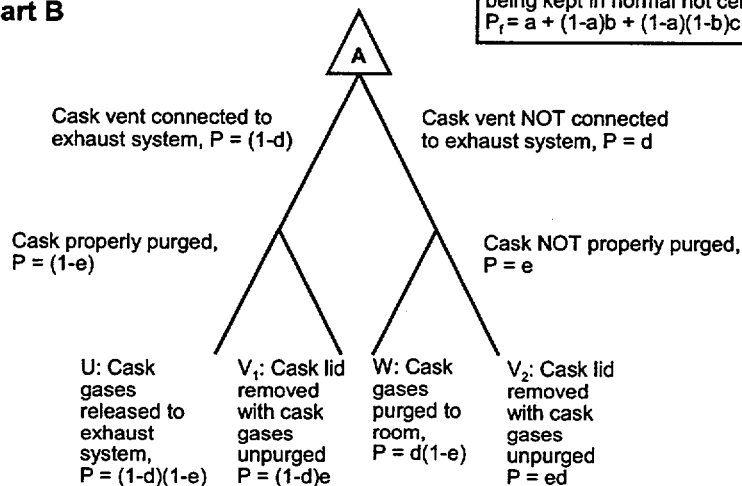 art B
being kept in normal hot cel
P_f = a + (1-a)b + (1-a)(1-b)c
A
Cask vent connected to
exhaust system, P = (1-d)
Cask vent NOT connected
to exhaust system, P = d
Cask properly purged,
P = (1-e)
Cask NOT properly purged,
P = e
U: Cask
gases
released to
exhaust
system,
P = (1-d)(1-e)
V₁: Cask lid
removed
with cask
gases
unpurged
P = (1-d)e
W: Cask
gases
purged to
room,
P = d(1-e)
V₂: Cask lid
removed
with cask
gases
unpurged
P = ed